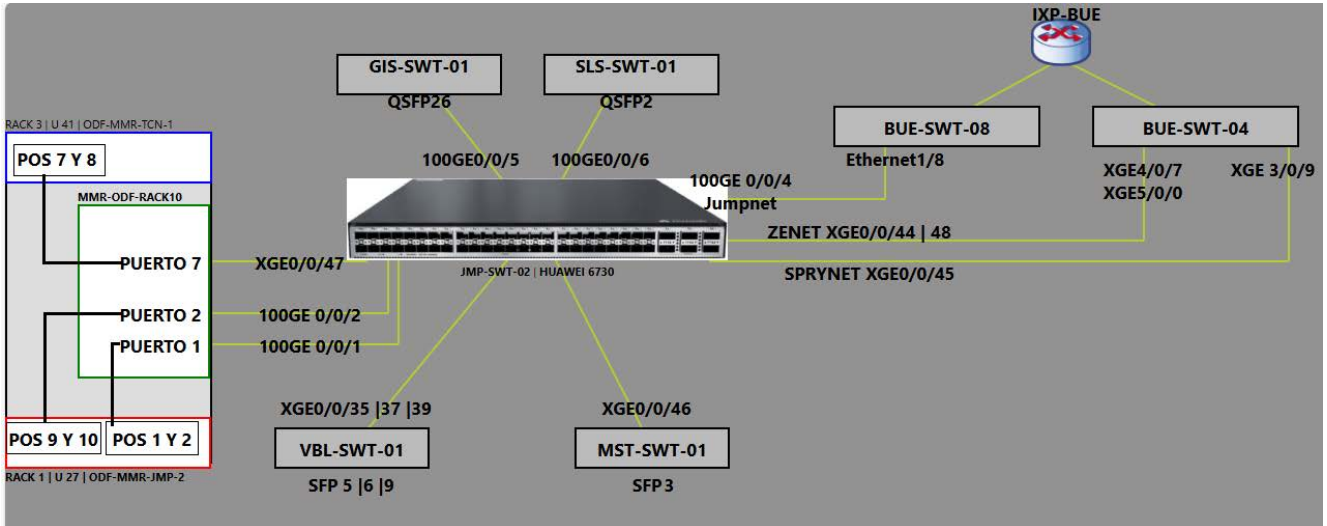 IXP-BUE
GIS-SWT-01
SLS-SWT-01
QSFP26
QSFP2
RACK 3 | U 41 | ODF-MMR-TCN-1
BUE-SWT-08
BUE-SWT-04
POS 7 Y 8
100GE0/0/5
100GE0/0/6
Ethernet1/8
XGE4/0/7
XGE 3/0/9
XGE5/0/0
100GE 0/0/4
Jumpnet
MMR-ODF-RACK10
ZENET XGE0/0/44 | 48
PUERTO 7
XGE0/0/47
JMP-SWT-02 | HUAWEI 6730
SPRYNET XGE0/0/45
PUERTO 2
100GE 0/0/2
PUERTO 1
100GE 0/0/1
XGE0/0/35 |37 |39
XGE0/0/46
POS 9 Y 10
POS 1 Y 2
VBL-SWT-01
MST-SWT-01
RACK 1 | U 27 | ODF-MMR-JMP-2
SFP 5 |6 |9
SFP 3